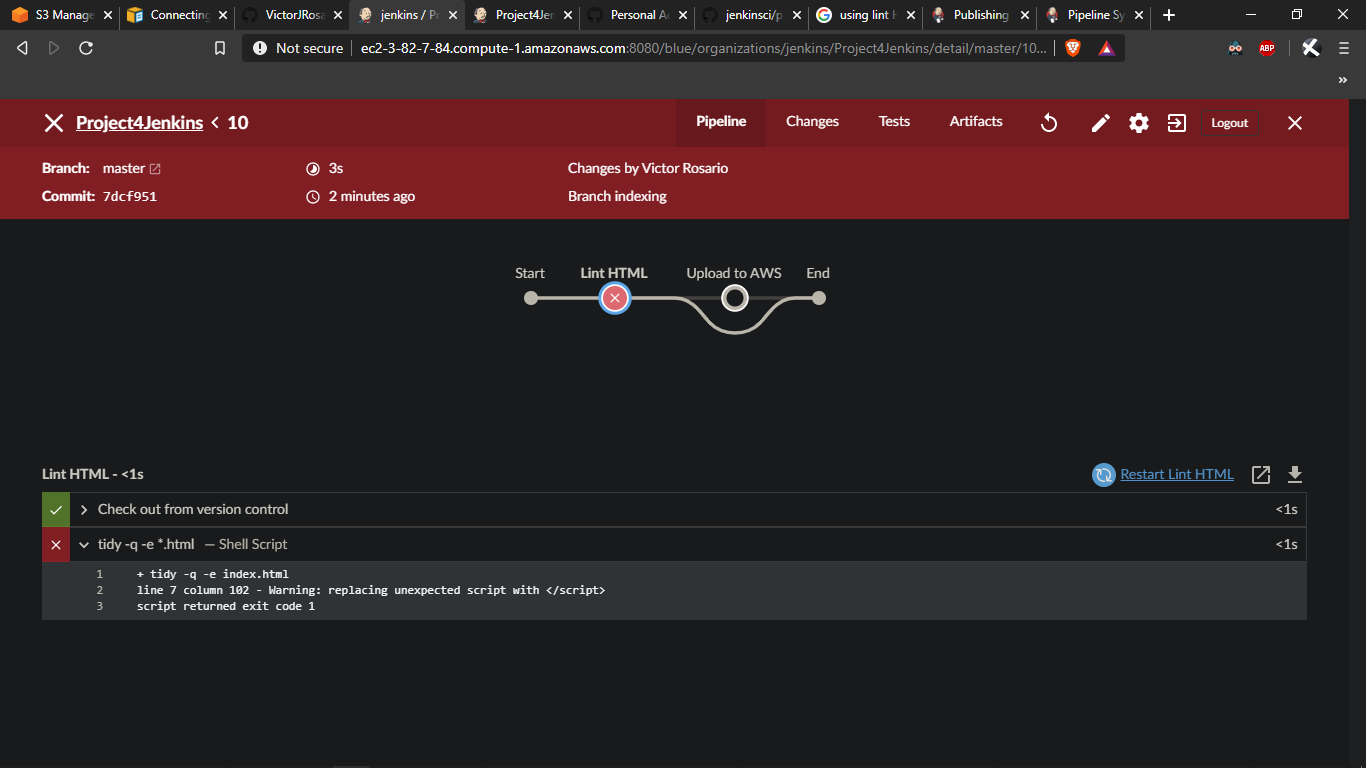 S3 Manage
Connecting
VictorJRosa
jenkins / Pr
Project4Jen
Personal Ac
jenkinsci/p
using lint H
Publishing
Pipeline Sy
Not secure
ec2-3-82-7-84.compute-1.amazonaws.com:8080/blue/organizations/jenkins/Project4Jenkins/detail/master/10...
ABP
»
Project4Jenkins < 10
Pipeline
Changes
Tests
Artifacts
Logout
Branch: master
3s
Changes by Victor Rosario
Commit: 7dcf951
2 minutes ago
Branch indexing
Start
Lint HTML
Upload to AWS
End
Lint HTML - <1s
Restart Lint HTML
Check out from version control
<1s
tidy -q -e *.html — Shell Script
<1s
1 + tidy -q -e index.html
2 line 7 column 102 - Warning: replacing unexpected script with </script>
3 script returned exit code 1